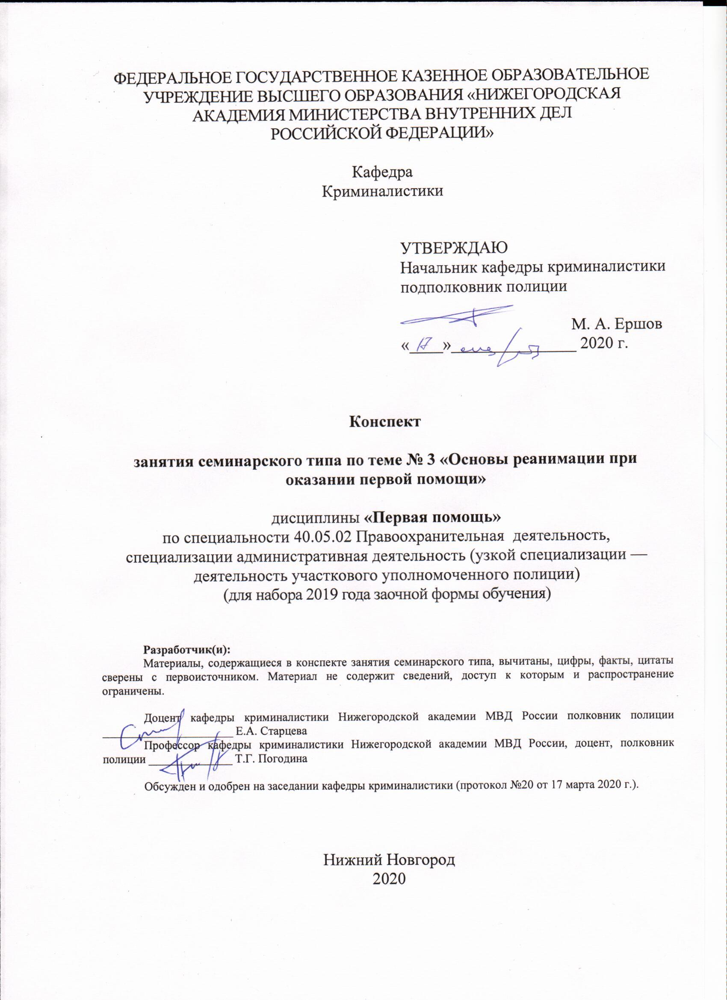 ФЕДЕРАЛЬНОЕ ГОСУДАРСТВЕННОЕ КАЗЕННОЕ ОБРАЗОВАТЕЛЬНОЕ
УЧРЕЖДЕНИЕ ВЫСШЕГО ОБРАЗОВАНИЯ «НИЖЕГОРОДСКАЯ
АКАДЕМИЯ МИНИСТЕРСТВА ВНУТРЕННИХ ДЕЛ
РОССИЙСКОЙ ФЕДЕРАЦИИ»
Кафедра
Криминалистики
УТВЕРЖДАЮ
Начальник кафедры криминалистики
подполковник полиции
М. А. Ершов
«17» 2020 г.
Конспект
занятия семинарского типа по теме № 3 «Основы реанимации при
оказании первой помощи»
дисциплины «Первая помощь»
по специальности 40.05.02 Правоохранительная деятельность,
специализации административная деятельность (узкой специализации —
деятельность участкового уполномоченного полиции)
(для набора 2019 года заочной формы обучения)
Разработчик(и):
Материалы, содержащиеся в конспекте занятия семинарского типа, вычитаны, цифры, факты, цитаты
сверены с первоисточником. Материал не содержит сведений, доступ к которым и распространение
ограничены.
Доцент кафедры криминалистики Нижегородской академии МВД России полковник полиции
Е.А. Старцева
Профессор кафедры криминалистики Нижегородской академии МВД России, доцент, полковник
полиции Т.Г. Погодина
Обсужден и одобрен на заседании кафедры криминалистики (протокол №20 от 17 марта 2020 г.).
Нижний Новгород
2020